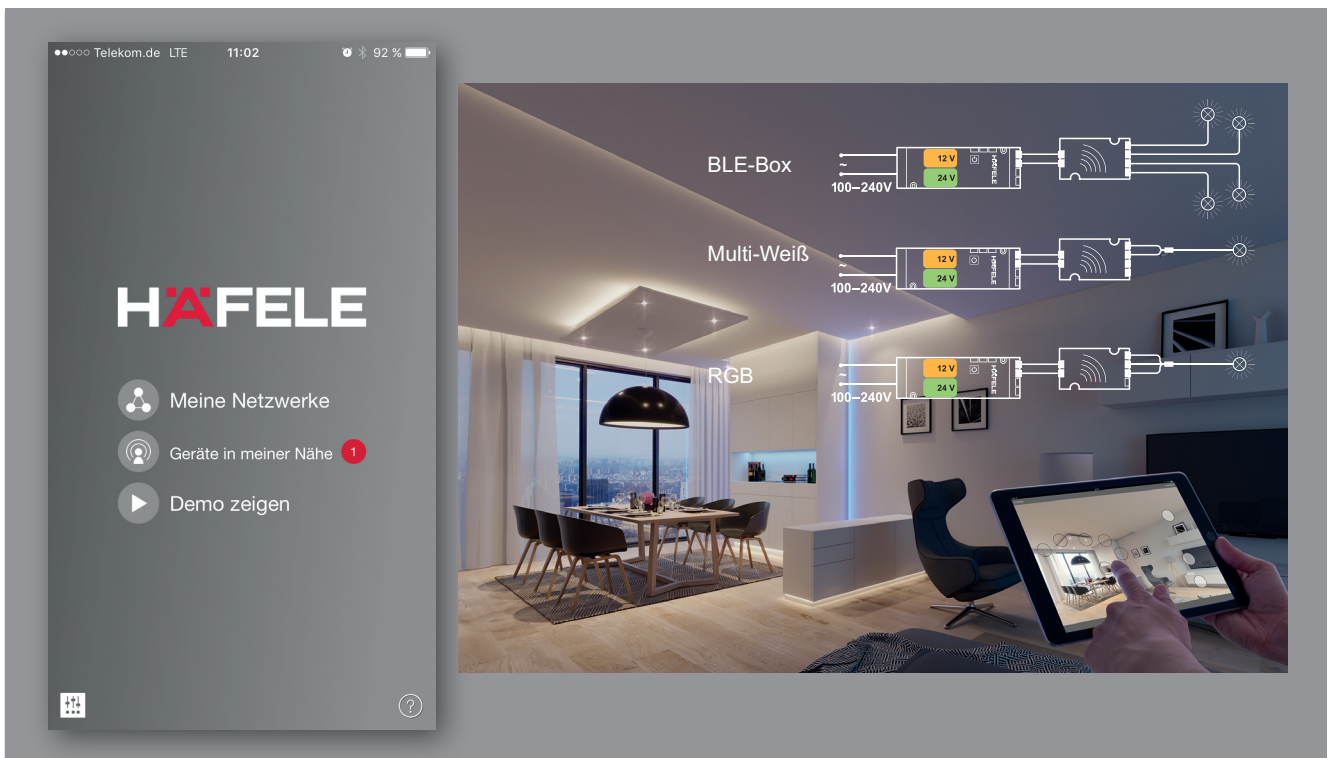 ●●○○○ Telekom.de LTE 11:02 92 %
HÄFELE
Meine Netzwerke
Geräte in meiner Nähe 1
Demo zeigen
?
BLE-Box
~
100–240V
12 V
24 V
HÄFELE
Multi-Weiß
~
100–240V
12 V
24 V
HÄFELE
RGB
~
100–240V
12 V
24 V
HÄFELE